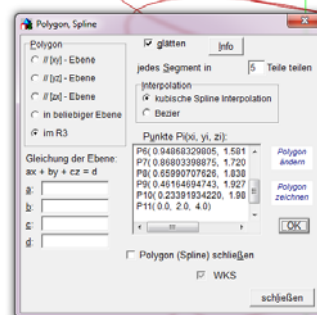 Polygon, Spline
Polygon
// [xy] - Ebene
// [yz] - Ebene
// [zx] - Ebene
in beliebiger Ebene
im R3
Gleichung der Ebene:
ax + by + cz = d
a:
b:
c:
d:
glätten
Info
jedes Segment in 5 Teile teilen
Interpolation
kubische Spline Interpolation
Bezier
Punkte Pi(xi, yi, zi):
P6( 0.94868329805, 1.581
P7( 0.86803398875, 1.720
P8( 0.65990707626, 1.838
P9( 0.46164694743, 1.927
P10( 0.23391934220, 1.98
P11( 0.0, 2.0, 4.0)
Polygon
ändern
Polygon
zeichnen
OK
Polygon (Spline) schließen
WKS
schließen